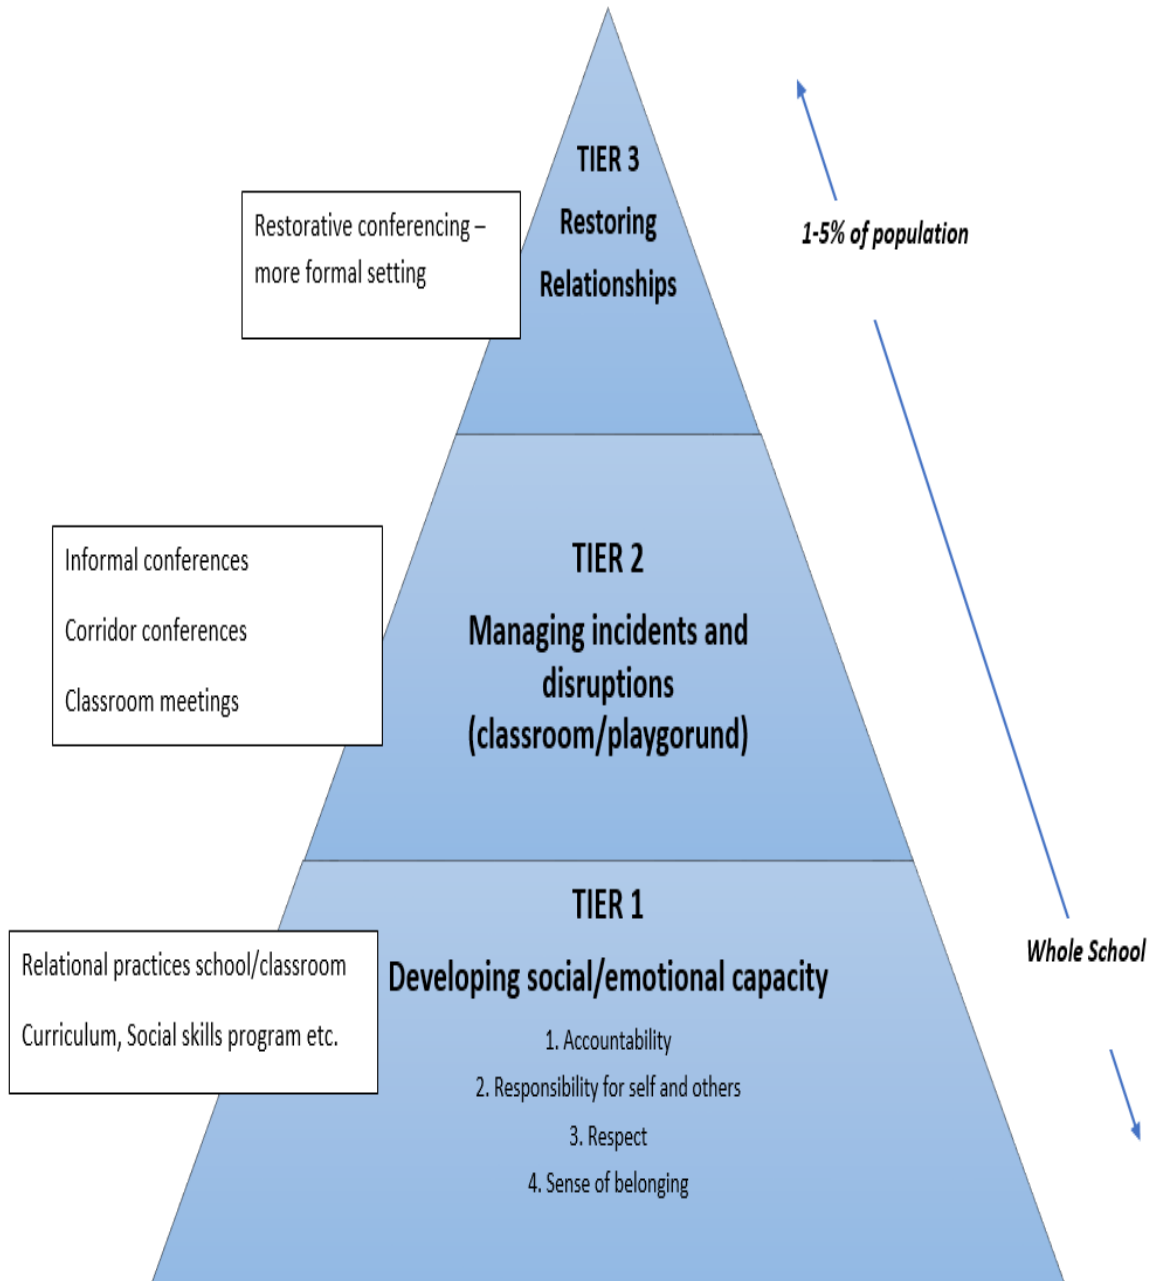 TIER 3
Restoring
Relationships
Restorative conferencing –
more formal setting
1-5% of population
TIER 2
Managing incidents and
disruptions
(classroom/playgorund)
Informal conferences
Corridor conferences
Classroom meetings
TIER 1
Developing social/emotional capacity
1. Accountability
2. Responsibility for self and others
3. Respect
4. Sense of belonging
Relational practices school/classroom
Curriculum, Social skills program etc.
Whole School